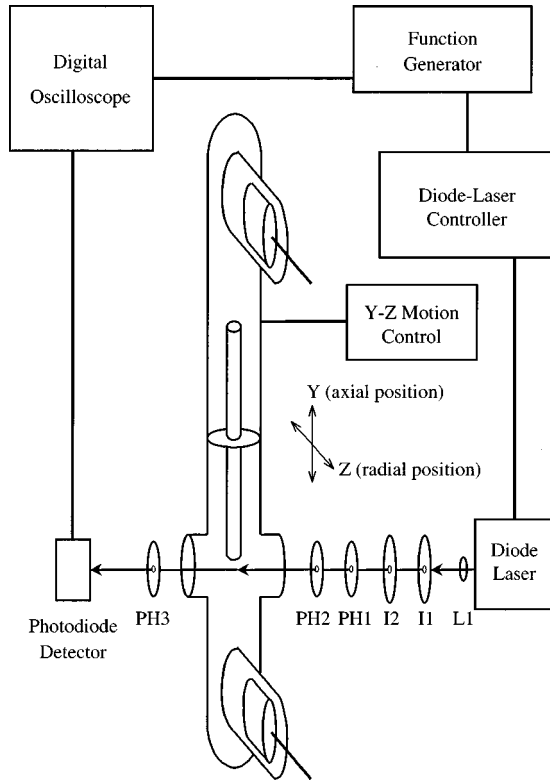 Digital
Oscilloscope
Function
Generator
Diode-Laser
Controller
Y-Z Motion
Control
Y (axial position)
Z (radial position)
Diode
Laser
PH3
PH2
PH1
I2
I1
L1
Photodiode
Detector